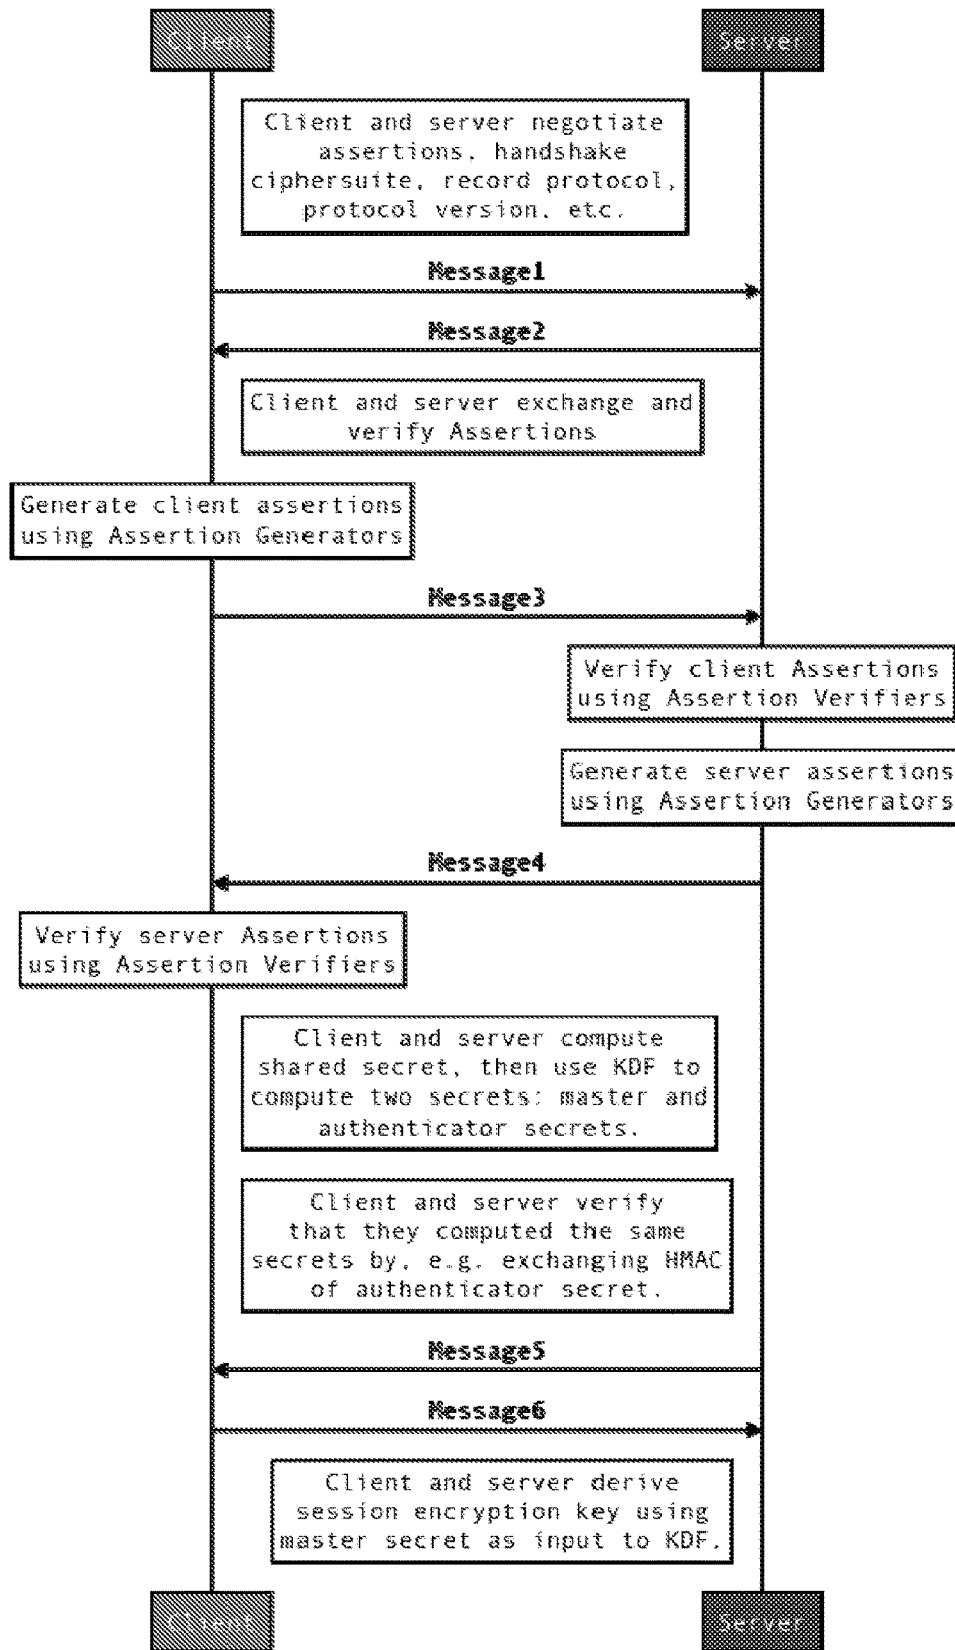 Client
Server
Client and server negotiate
assertions, handshake
ciphersuite, record protocol,
protocol version, etc.
Message1
Message2
Client and server exchange and
verify Assertions
Generate client assertions
using Assertion Generators
Message3
Verify client Assertions
using Assertion Verifiers
Generate server assertions
using Assertion Generators
Message4
Verify server Assertions
using Assertion Verifiers
Client and server compute
shared secret, then use KDF to
compute two secrets: master and
authenticator secrets.
Client and server verify
that they computed the same
secrets by, e.g. exchanging HMAC
of authenticator secret.
Message5
Message6
Client and server derive
session encryption key using
master secret as input to KDF.
Client
Server